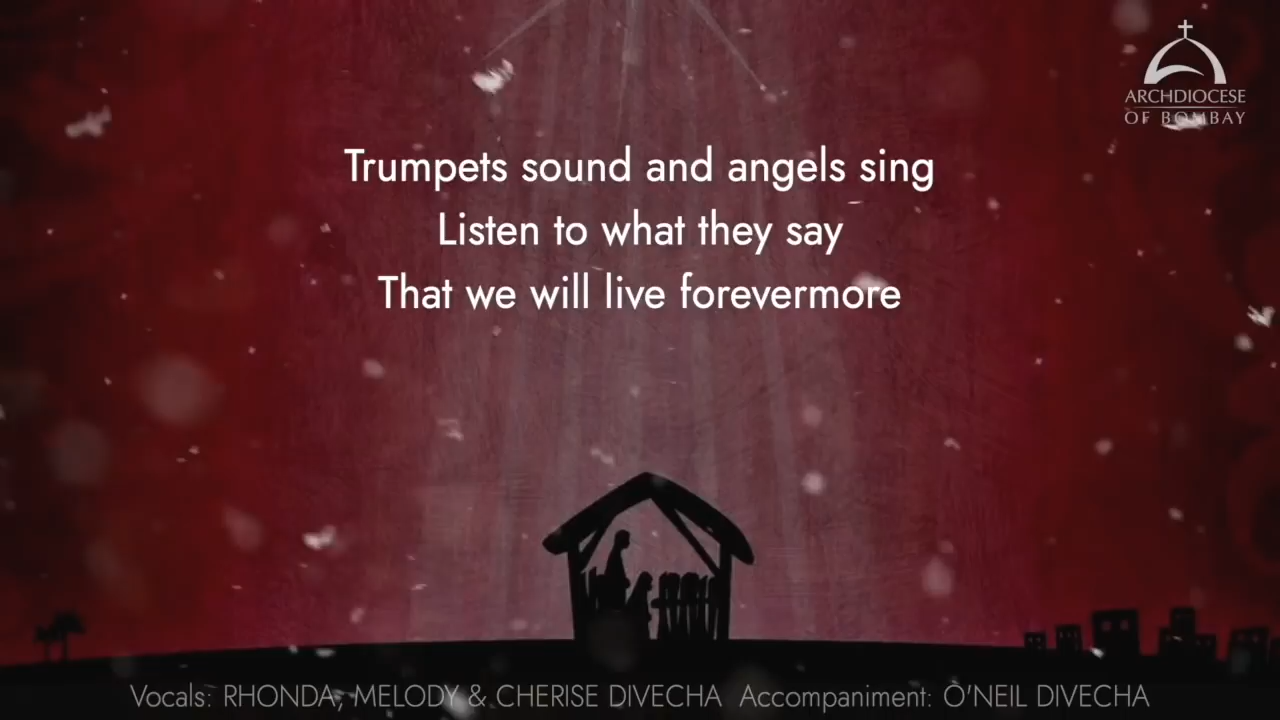 ARCHDIOCESE
OF BOMBAY
Trumpets sound and angels sing
Listen to what they say
That we will live forevermore
Vocals: RHONDA, MELODY & CHERISE DIVECHA Accompaniment: O'NEIL DIVECHA